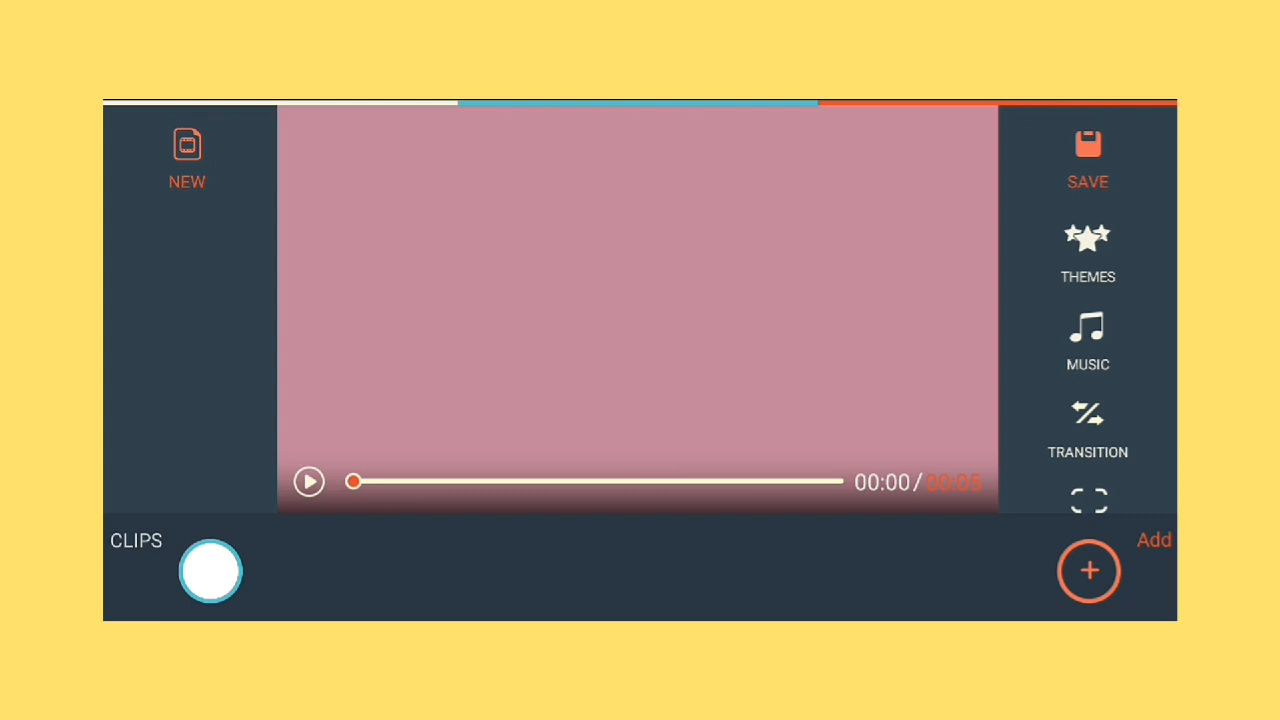 NEW
SAVE
THEMES
MUSIC
TRANSITION
00:00/00:05
CLIPS
Add